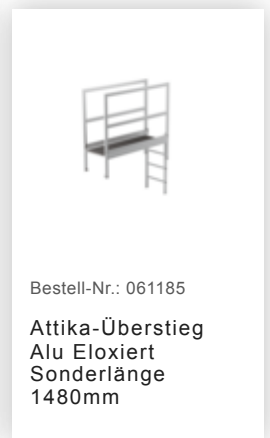 Bestell-Nr.: 061185
Attika-Überstieg
Alu Eloxiert
Sonderlänge
1480mm